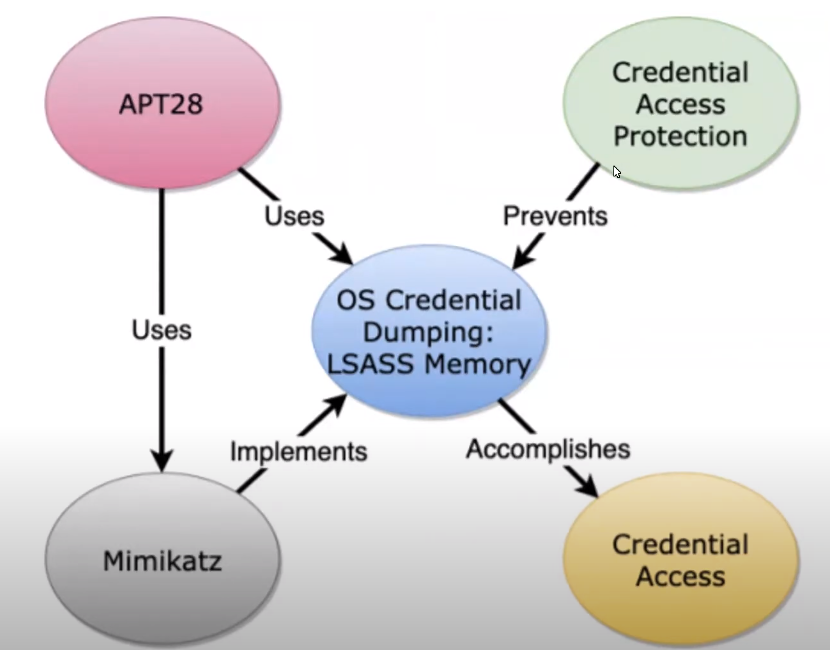 APT28
Credential
Access
Protection
Uses
Prevents
OS Credential
Dumping:
LSASS Memory
Uses
Implements
Accomplishes
Mimikatz
Credential
Access